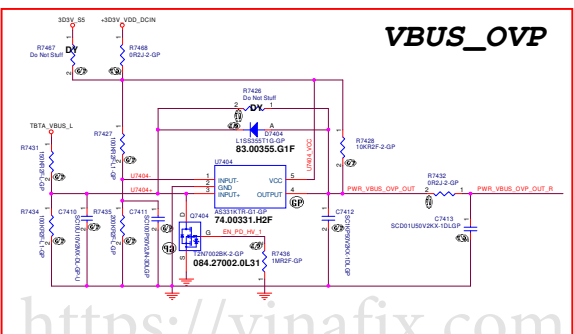 VBUS_OVP
3D3V_S5
+3D3V_VDD_DCIN
R7467
Do Not Stuff
DY
R7468
0R2J-2-GP
R7426
Do Not Stuff
DY
D7404
L1SS355T1G-GP
83.00355.G1F
TBTA_VBUS_L
R7431
R7427
U7404
U7404_VCC
R7428
10KR2F-2-GP
U7404-
U7404+
INPUT-
GND
INPUT+
VCC
OUTPUT
AS331KTR-G1-GP
74.00331.H2F
PWR_VBUS_OVP_OUT
R7432
0R2J-2-GP
PWR_VBUS_OVP_OUT_R
R7434
C7410
R7435
C7411
Q7404
EN_PD_HV_1
T2N7002BK-2-GP
084.27002.0L31
R7436
1MR2F-GP
C7412
C7413
SCD01U50V2KX-1DLGP
https://vinafix.com